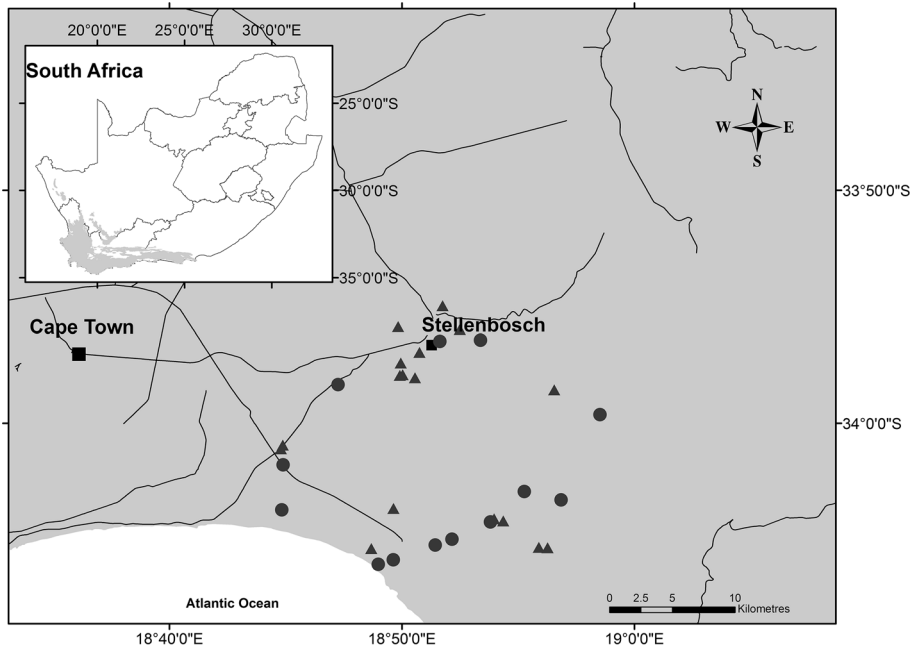 20°0'0"E 25°0'0"E 30°0'0"E
South Africa
25°0'0"S
30°0'0"S
35°0'0"S
N
W E
S
33°50'0"S
Cape Town
Stellenbosch
34°0'0"S
Atlantic Ocean
0 2.5 5 10
Kilometres
18°40'0"E 18°50'0"E 19°0'0"E